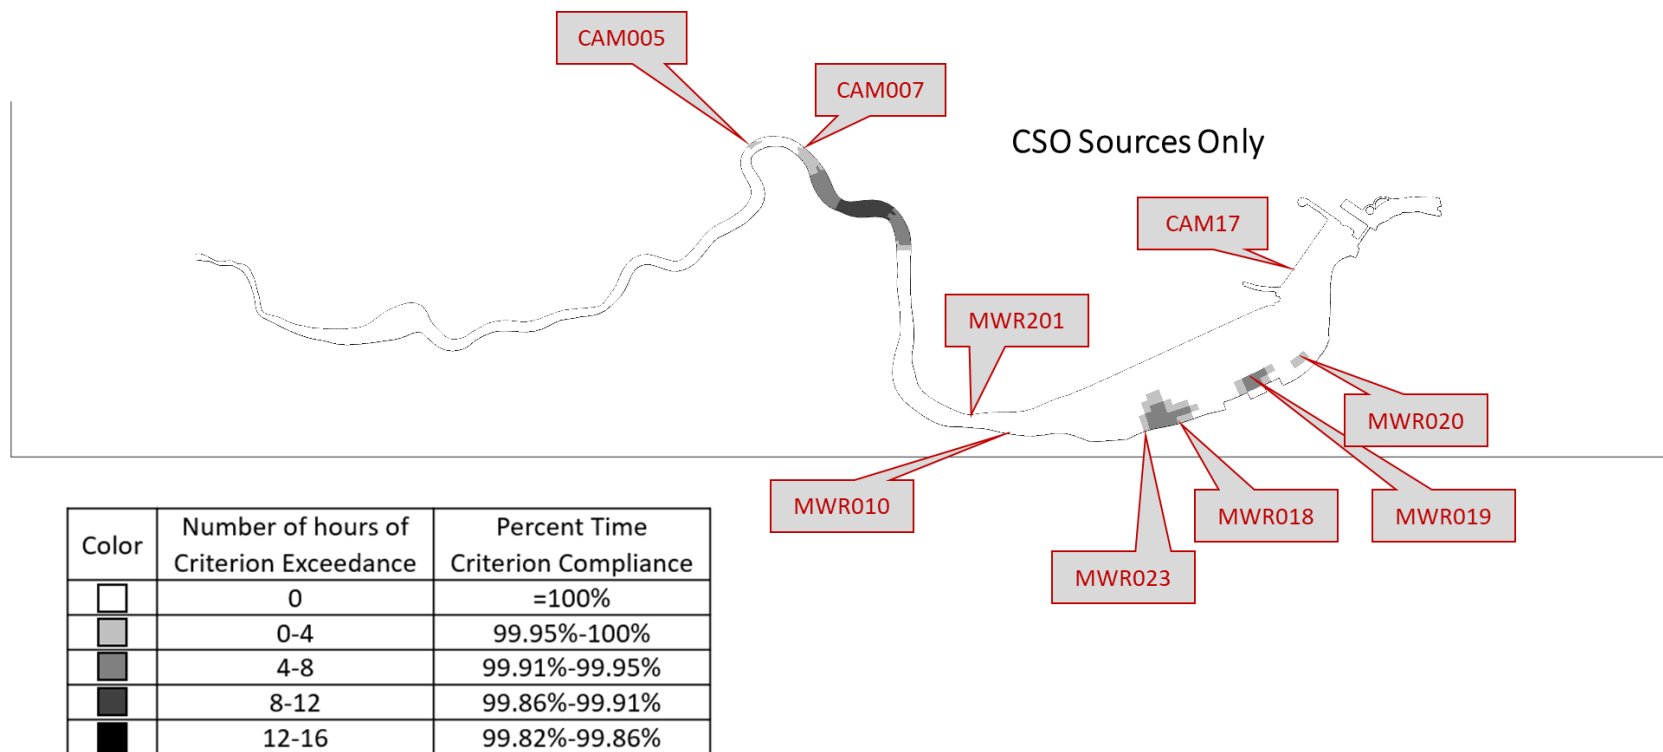 CAM005
CAM007
CSO Sources Only
CAM17
MWR201
MWR020
MWR010
MWR018
MWR019
MWR023
Color Number of hours of Criterion Exceedance Percent Time Criterion Compliance
0 =100%
0-4 99.95%-100%
4-8 99.91%-99.95%
8-12 99.86%-99.91%
12-16 99.82%-99.86%